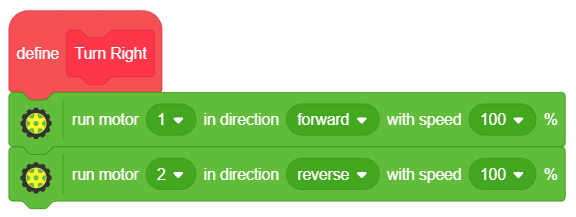 define Turn Right
run motor 1 in direction forward with speed 100 %
run motor 2 in direction reverse with speed 100 %